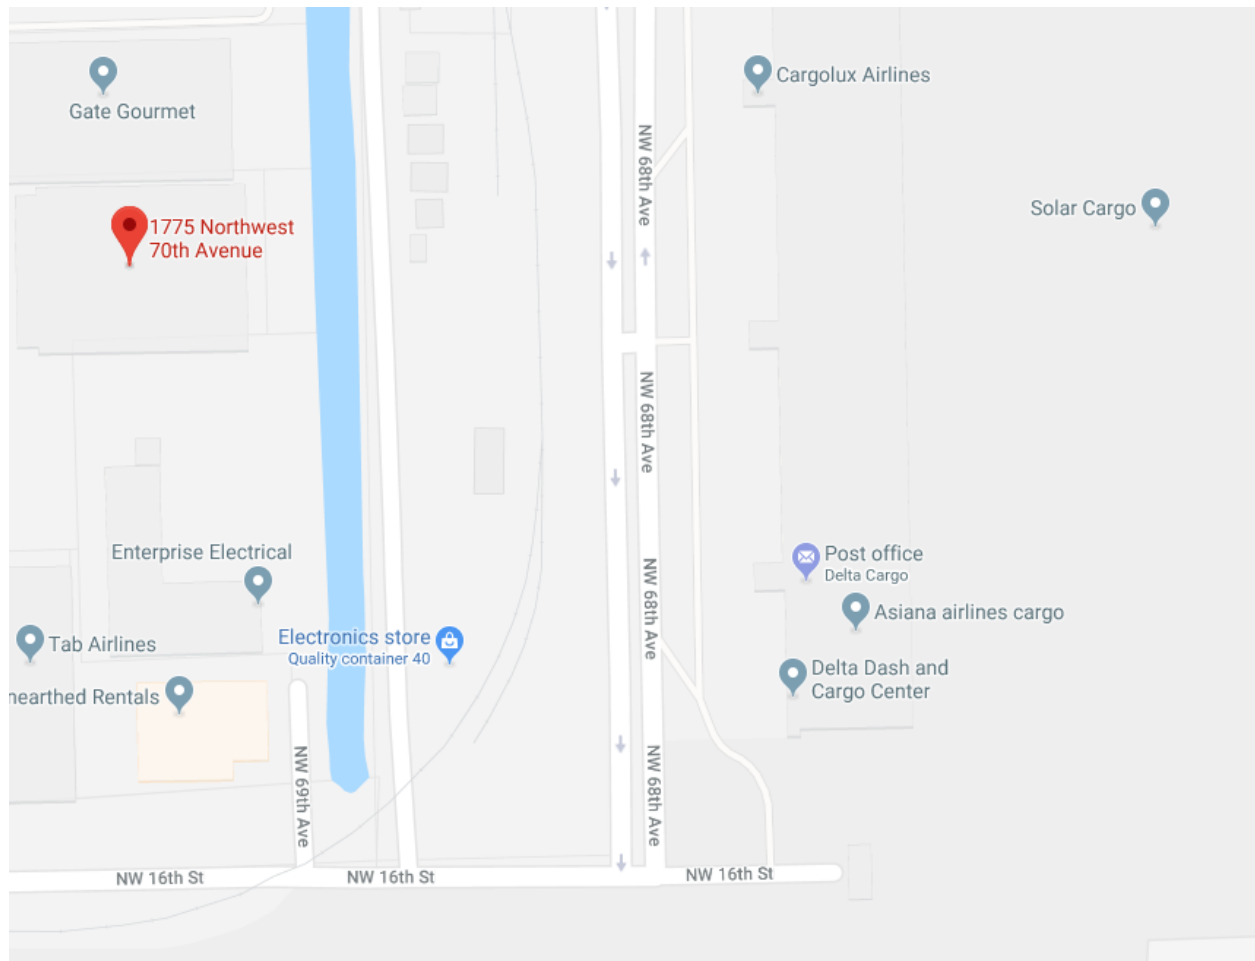 Cargolux Airlines
Gate Gourmet
NW 68th Ave
Solar Cargo
1775 Northwest
70th Avenue
NW 68th Ave
Enterprise Electrical
Post office
Delta Cargo
NW 68th Ave
Asiana airlines cargo
Electronics store
Quality container 40
Tab Airlines
Delta Dash and
Cargo Center
nearthed Rentals
NW 69th Ave
NW 68th Ave
NW 16th St
NW 16th St
NW 16th St